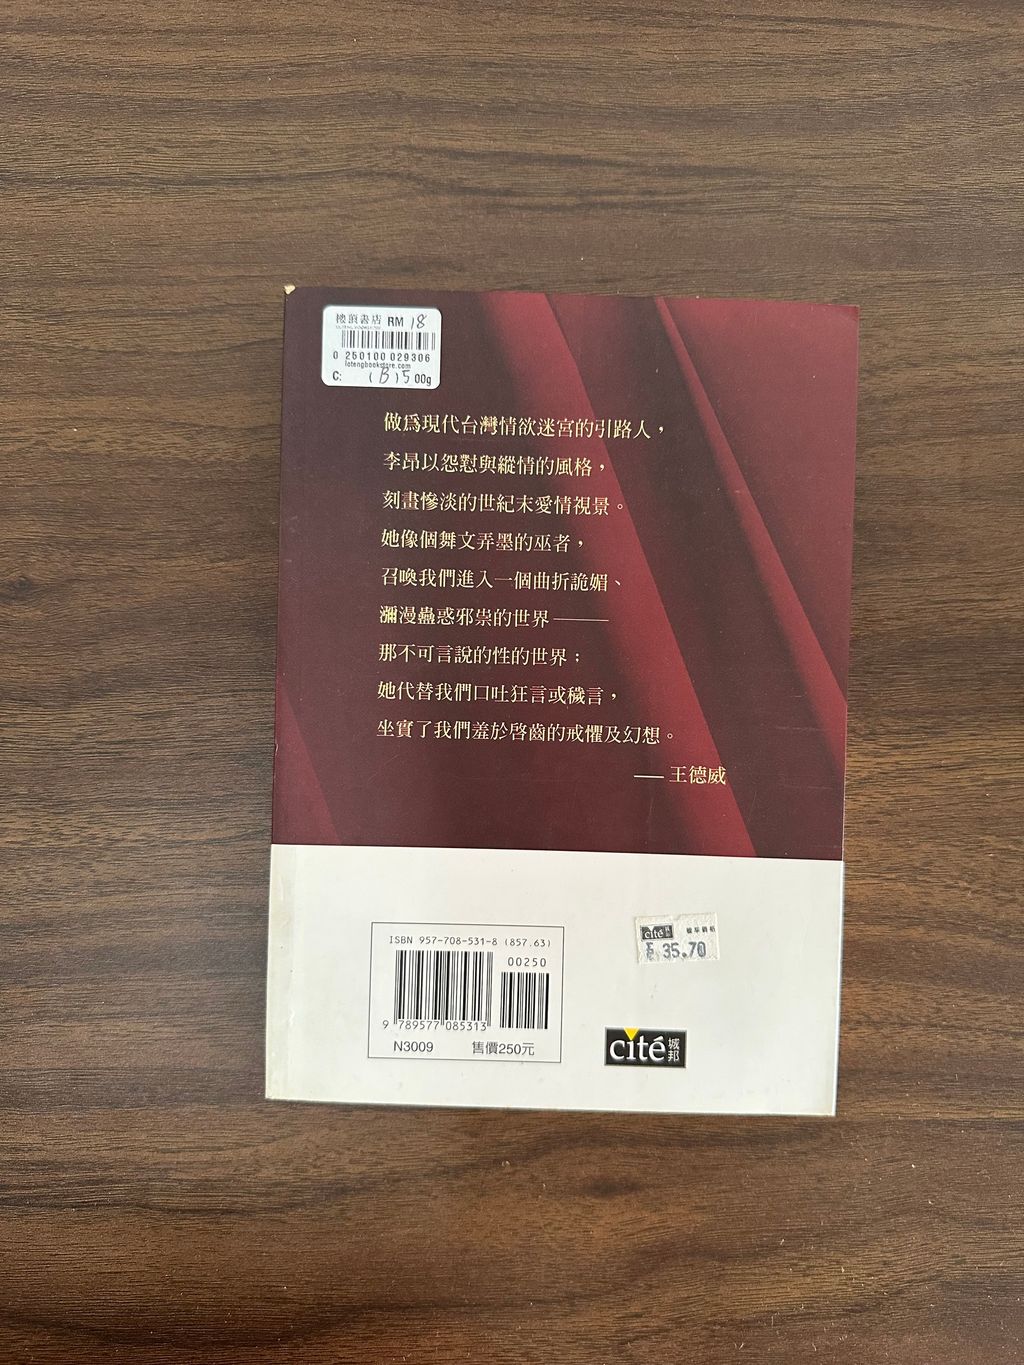 樓頂書店 RM 18
0 250100 029306
lotengbookstore.com
C: (B)5 00g
做爲現代台灣情欲迷宮的引路人，
李昂以怨懟與縱情的風格，
刻畫慘淡的世紀末愛情視景。
她像個舞文弄墨的巫者，
召喚我們進入一個曲折詭媚、
瀰漫蠱惑邪祟的世界——
那不可言說的性的世界；
她代替我們口吐狂言或穢言，
坐實了我們羞於啓齒的戒懼及幻想。
—— 王德威
ISBN 957-708-531-8 (857.63)
00250
9 789577 085313
N3009 售價250元
cité 城邦
35.70
cité 城邦